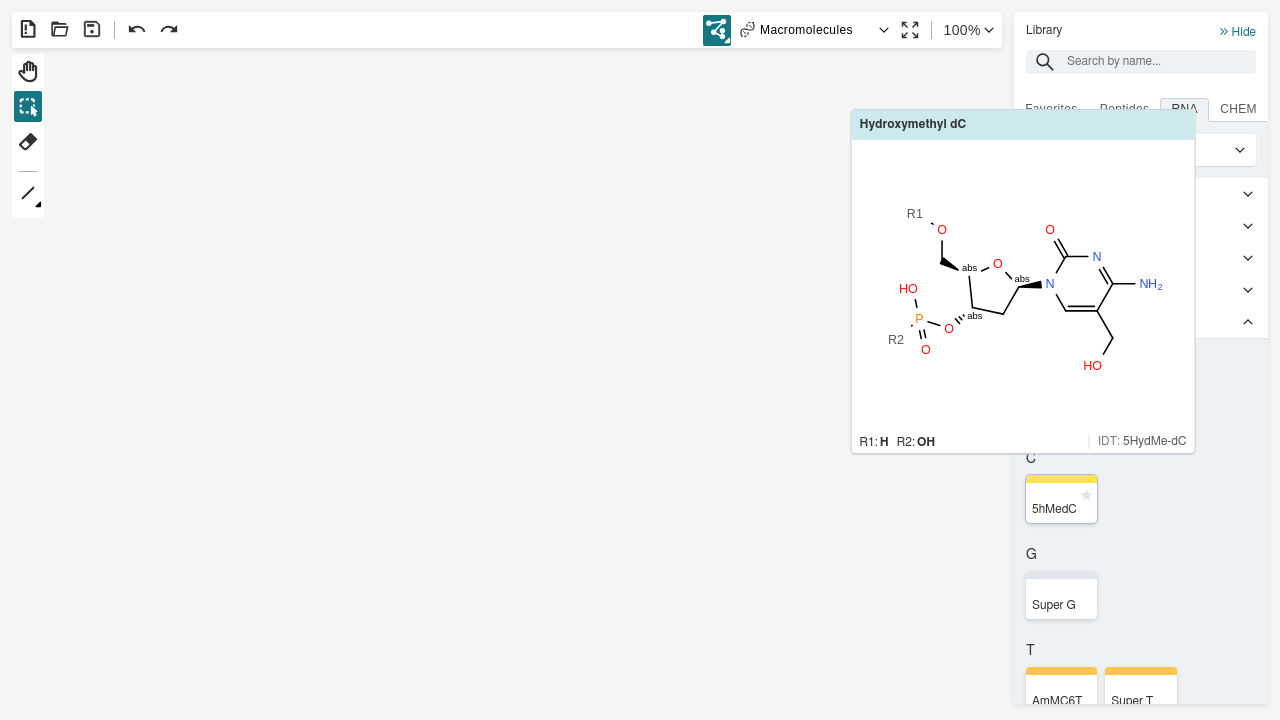 Macromolecules
100%
Library
Hide
Search by name...
Favorites
Peptides
RNA
CHEM
Hydroxymethyl dC
R1
O
O
O
abs
abs
N
N
NH2
HO
P
abs
O
R2
O
HO
R1: H R2: OH
IDT: 5HydMe-dC
C
5hMedC
G
Super G
T
AmMC6T
Super T